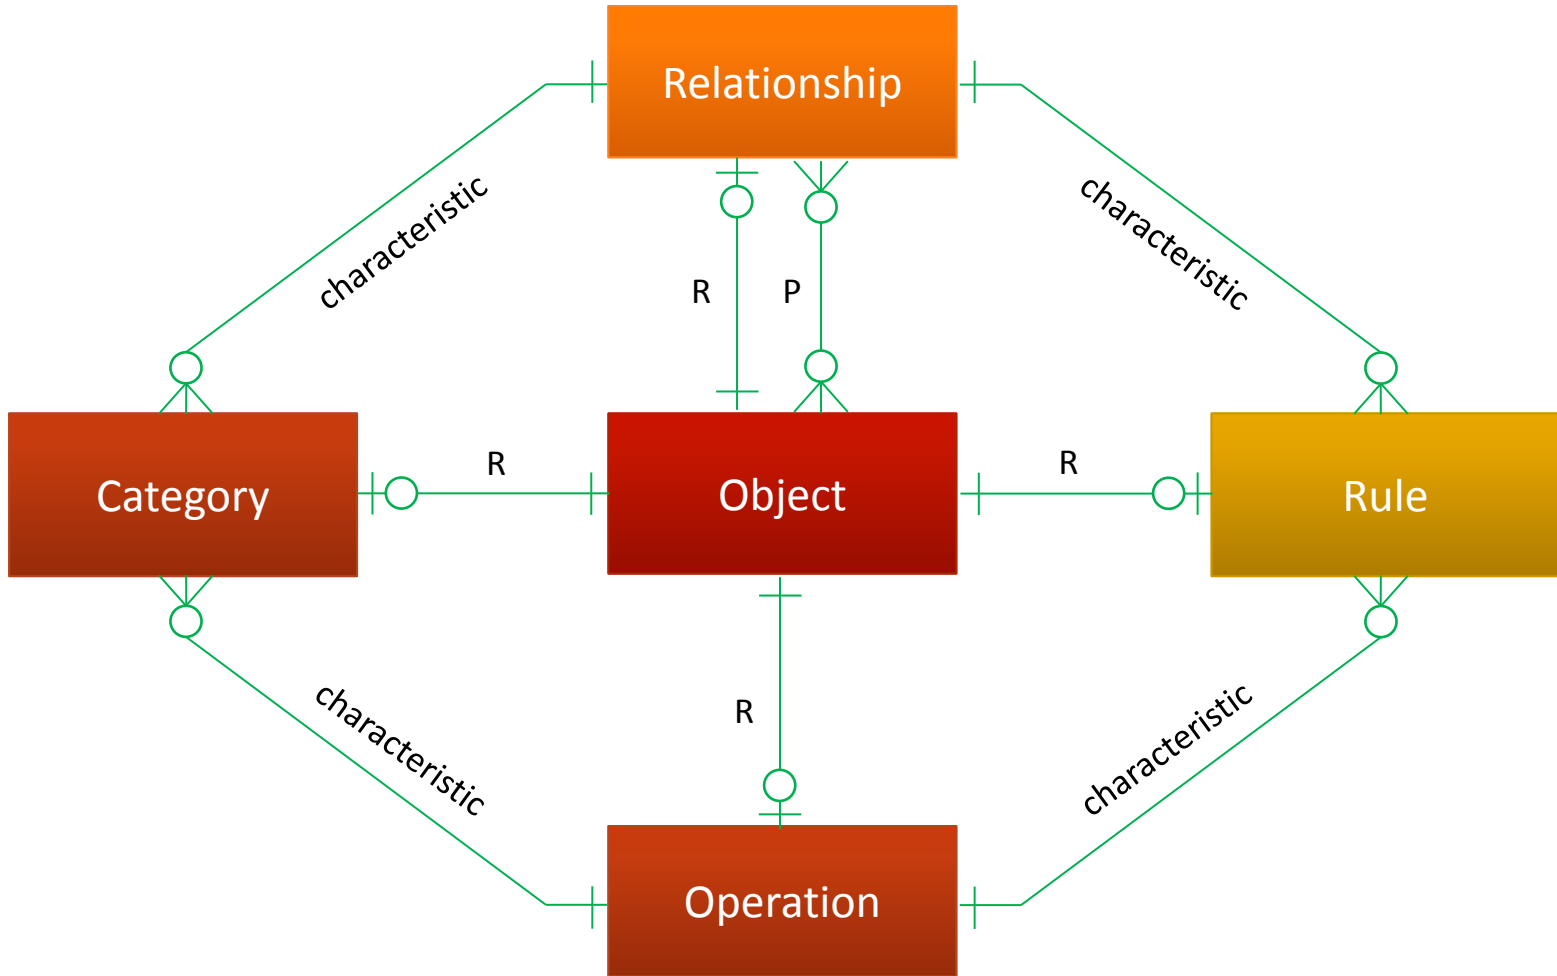 Relationship
characteristic
characteristic
R
P
Category
R
Object
R
Rule
characteristic
R
characteristic
Operation